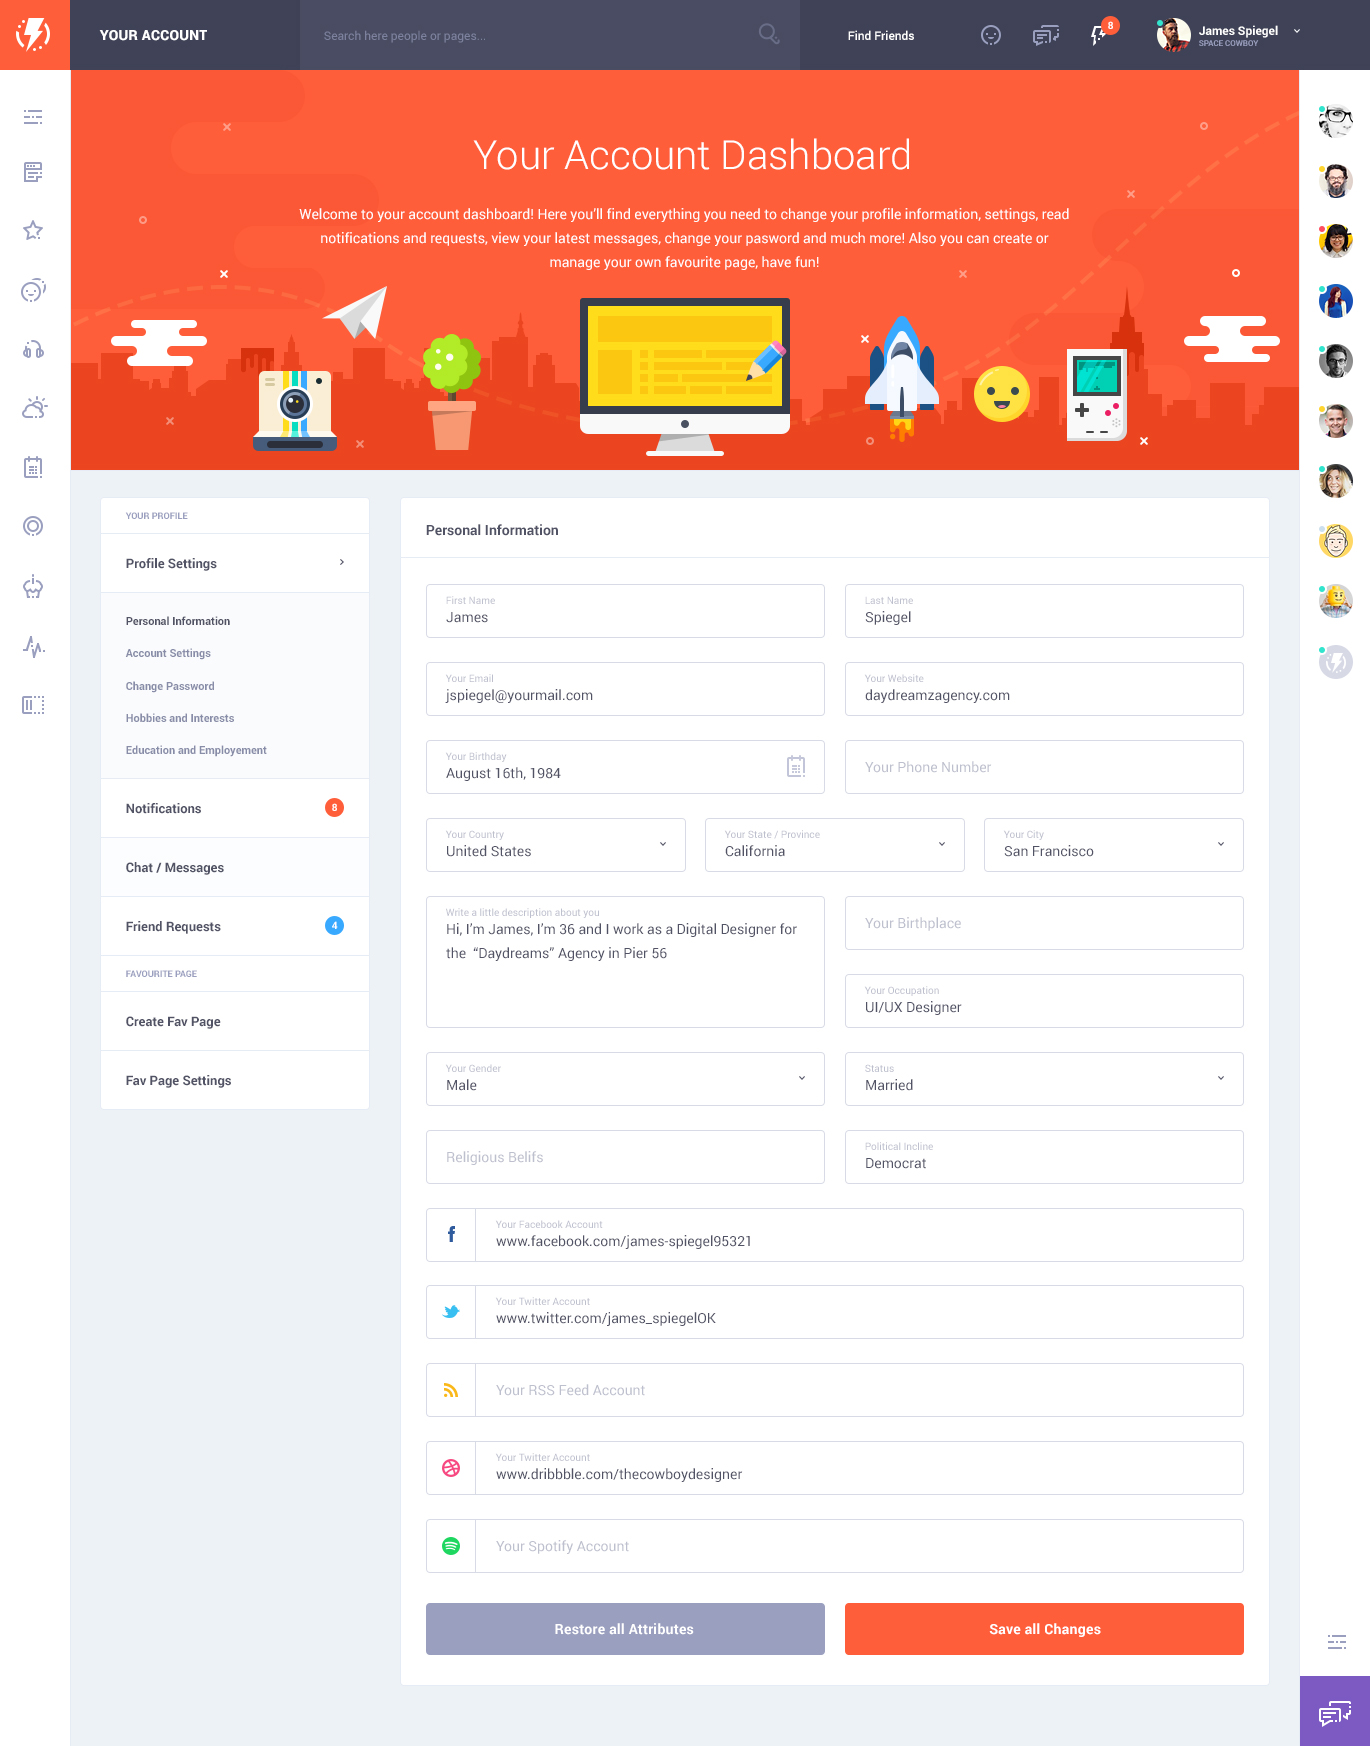 YOUR ACCOUNT
Search here people or pages...
Find Friends
8
James Spiegel
SPACE COWBOY
Your Account Dashboard
Welcome to your account dashboard! Here you'll find everything you need to change your profile information, settings, read
notifications and requests, view your latest messages, change your pasword and much more! Also you can create or
manage your own favourite page, have fun!
YOUR PROFILE
Profile Settings
Personal Information
Account Settings
Change Password
Hobbies and Interests
Education and Employement
Notifications
8
Chat / Messages
Friend Requests
4
FAVOURITE PAGE
Create Fav Page
Fav Page Settings
Personal Information
First Name
James
Last Name
Spiegel
Your Email
jspiegel@yourmail.com
Your Website
daydreamzagency.com
Your Birthday
August 16th, 1984
Your Phone Number
Your Country
United States
Your State / Province
California
Your City
San Francisco
Write a little description about you
Hi, I'm James, I'm 36 and I work as a Digital Designer for
the “Daydreams” Agency in Pier 56
Your Birthplace
Your Occupation
UI/UX Designer
Your Gender
Male
Status
Married
Religious Belifs
Political Incline
Democrat
Your Facebook Account
www.facebook.com/james-spiegel95321
Your Twitter Account
www.twitter.com/james_spiegelOK
Your RSS Feed Account
Your Twitter Account
www.dribbble.com/thecowboydesigner
Your Spotify Account
Restore all Attributes
Save all Changes